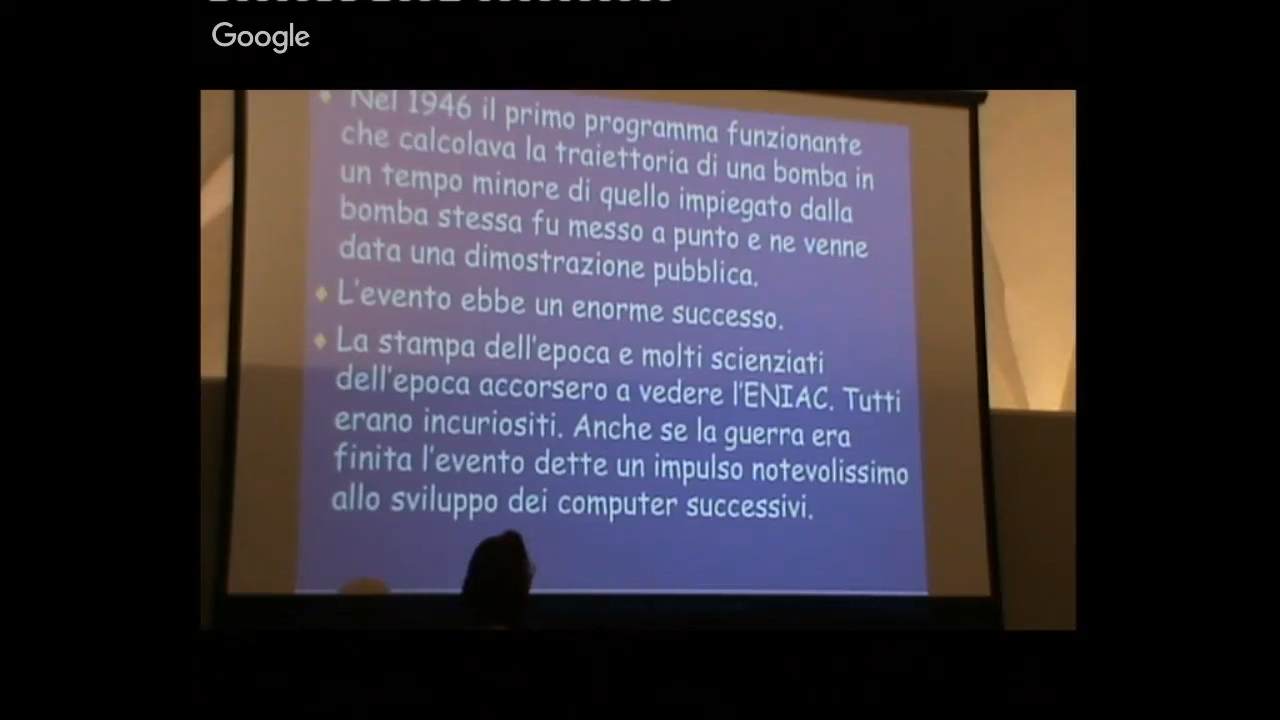 Google
Nel 1946 il primo programma funzionante
che calcolava la traiettoria di una bomba in
un tempo minore di quello impiegato dalla
bomba stessa fu messo a punto e ne venne
data una dimostrazione pubblica.
L'evento ebbe un enorme successo.
La stampa dell'epoca e molti scienziati
dell'epoca accorsero a vedere l'ENIAC. Tutti
erano incuriositi. Anche se la guerra era
finita l'evento dette un impulso notevolissimo
allo sviluppo dei computer successivi.